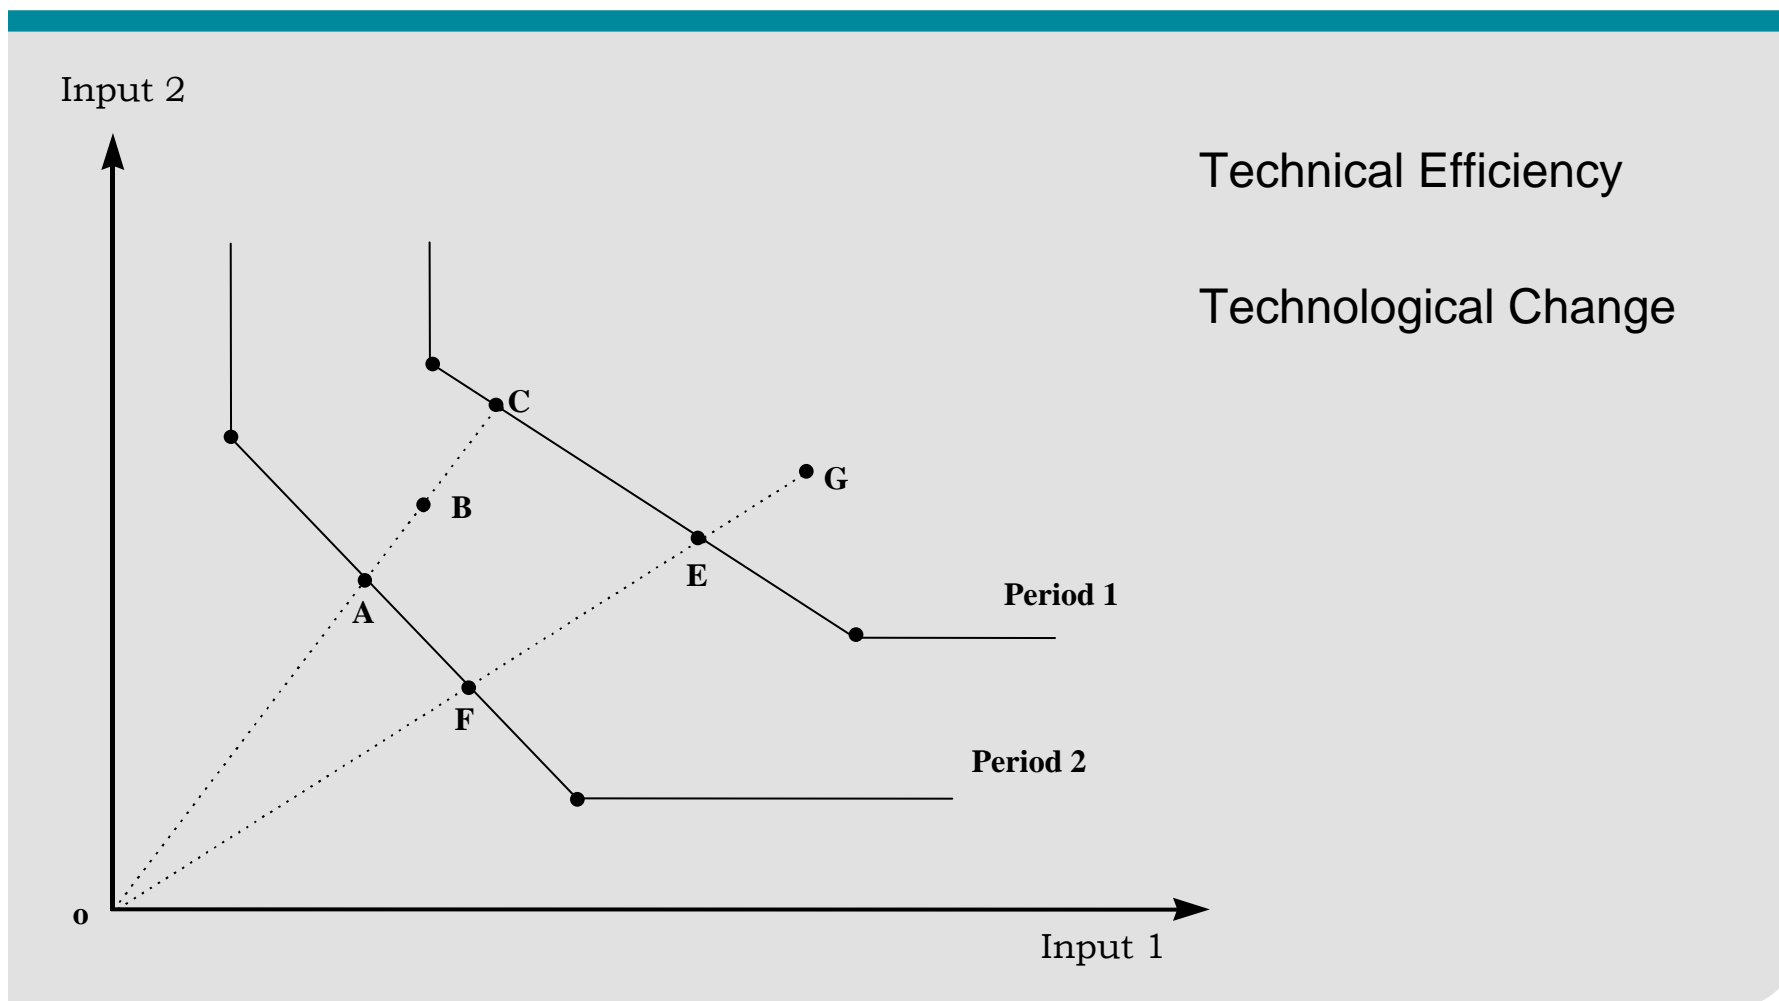 Input 2
Technical Efficiency
Technological Change
C
G
B
E
A
Period 1
F
Period 2
o
Input 1